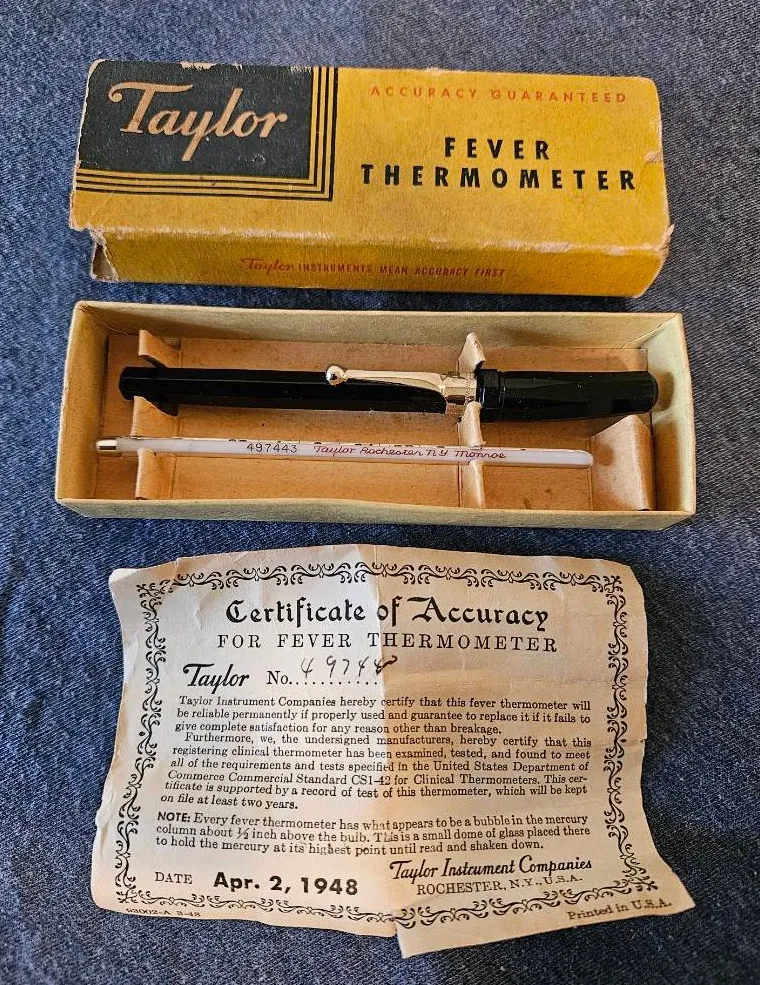 Taylor
ACCURACY GUARANTEED
FEVER
THERMOMETER
Taylor INSTRUMENTS MEAN ACCURACY FIRST
497443 Taylor Rochester NY Monroe
Certificate of Accuracy
FOR FEVER THERMOMETER
Taylor No. 497443
Taylor Instrument Companies hereby certify that this fever thermometer will
be reliable permanently if properly used and guarantee to replace it if it fails to
give complete satisfaction for any reason other than breakage.
Furthermore, we, the undersigned manufacturers, hereby certify that this
registering clinical thermometer has been examined, tested, and found to meet
all of the requirements and tests specified in the United States Department of
Commerce Commercial Standard CS1-42 for Clinical Thermometers. This cer-
tificate is supported by a record of test of this thermometer, which will be kept
on file at least two years.
NOTE: Every fever thermometer has what appears to be a bubble in the mercury
column about ½ inch above the bulb. This is a small dome of glass placed there
to hold the mercury at its highest point until read and shaken down.
DATE Apr. 2, 1948
Taylor Instrument Companies
ROCHESTER, N.Y., U.S.A.
93002-A 3-48
Printed in U.S.A.